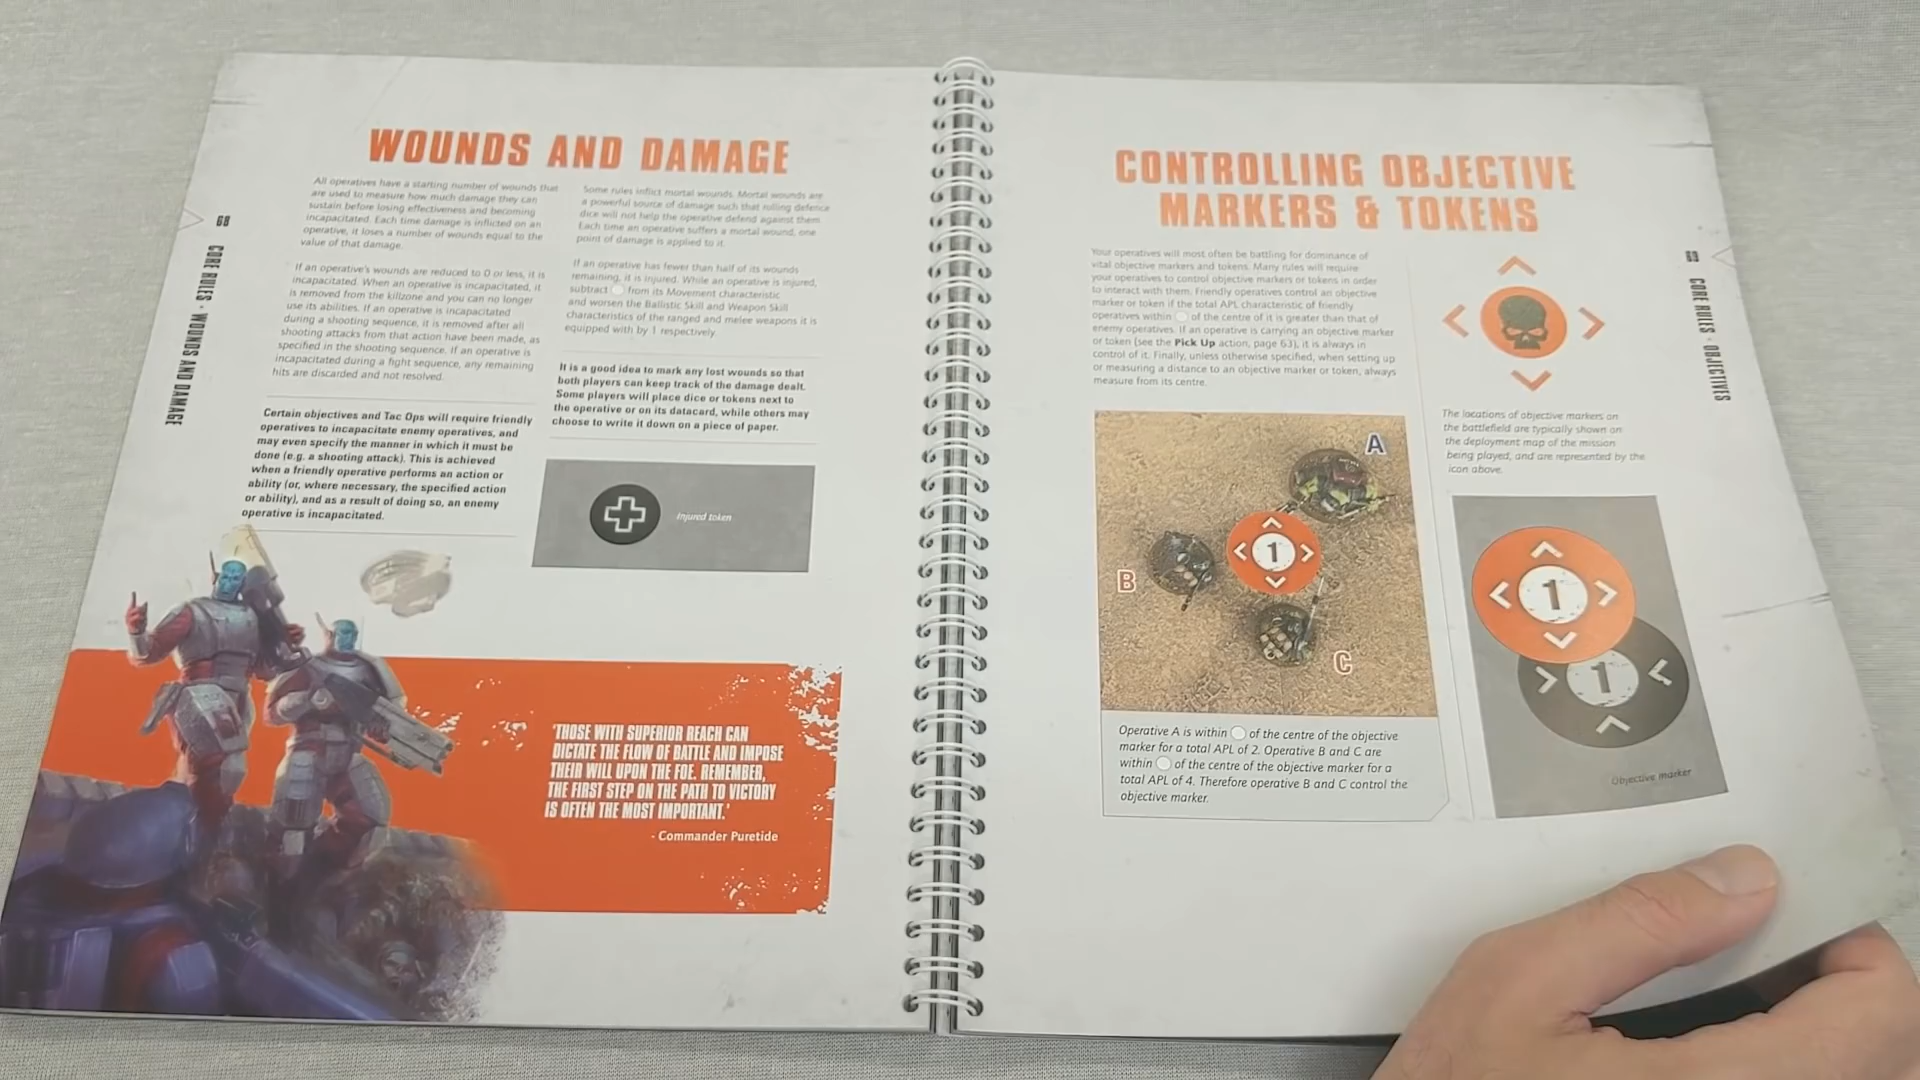 WOUNDS AND DAMAGE
All operatives have a starting number of wounds that
are used to measure how much damage they can
sustain before losing effectiveness and becoming
incapacitated. Each time damage is inflicted on an
operative, it loses a number of wounds equal to the
value of that damage.
If an operative's wounds are reduced to 0 or less, it is
incapacitated. When an operative is incapacitated, it
is removed from the killzone and you can no longer
use its abilities. If an operative is incapacitated
during a shooting sequence, it is removed after all
shooting attacks from that action have been made, as
specified in the shooting sequence. If an operative is
incapacitated during a fight sequence, any remaining
hits are discarded and not resolved.
Certain objectives and Tac Ops will require friendly
operatives to incapacitate enemy operatives, and
may even specify the manner in which it must be
done (e.g. a shooting attack). This is achieved
when a friendly operative performs an action or
ability (or, where necessary, the specified action
or ability), and as a result of doing so, an enemy
operative is incapacitated.
Some rules inflict mortal wounds. Mortal wounds are
a powerful source of damage such that rolling defence
dice will not help the operative defend against them.
Each time an operative suffers a mortal wound, one
point of damage is applied to it.
If an operative has fewer than half of its wounds
remaining, it is injured. While an operative is injured,
subtract from its Movement characteristic
and worsen the Ballistic Skill and Weapon Skill
characteristics of the ranged and melee weapons it is
equipped with by 1 respectively.
It is a good idea to mark any lost wounds so that
both players can keep track of the damage dealt.
Some players will place dice or tokens next to
the operative or on its datacard, while others may
choose to write it down on a piece of paper.
Injured token
'THOSE WITH SUPERIOR REACH CAN
DICTATE THE FLOW OF BATTLE AND IMPOSE
THEIR WILL UPON THE FOE. REMEMBER,
THE FIRST STEP ON THE PATH TO VICTORY
IS OFTEN THE MOST IMPORTANT.'
- Commander Puretide
CORE RULES - WOUNDS AND DAMAGE
CONTROLLING OBJECTIVE
MARKERS & TOKENS
Your operatives will most often be battling for dominance of
vital objective markers and tokens. Many rules will require
your operatives to control objective markers or tokens in order
to interact with them. Friendly operatives control an objective
marker or token if the total APL characteristic of friendly
operatives within of the centre of it is greater than that of
enemy operatives. If an operative is carrying an objective marker
or token (see the Pick Up action, page 63), it is always in
control of it. Finally, unless otherwise specified, when setting up
or measuring a distance to an objective marker or token, always
measure from its centre.
The locations of objective markers on
the battlefield are typically shown on
the deployment map of the mission
being played, and are represented by the
icon above.
A
B
C
1
Operative A is within of the centre of the objective
marker for a total APL of 2. Operative B and C are
within of the centre of the objective marker for a
total APL of 4. Therefore operative B and C control the
objective marker.
1
1
Objective marker
CORE RULES - OBJECTIVES